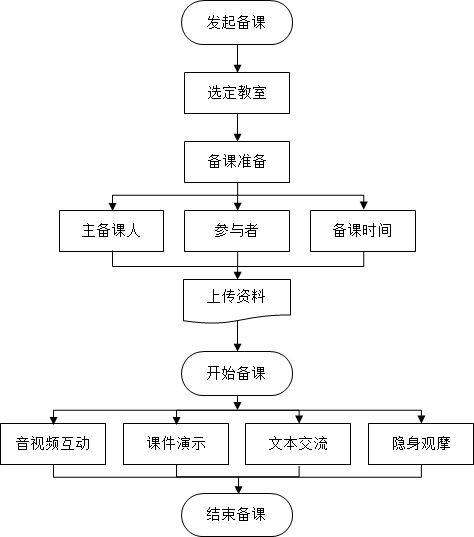 发起备课
选定教室
备课准备
主备课人
参与者
备课时间
上传资料
开始备课
音视频互动
课件演示
文本交流
隐身观摩
结束备课